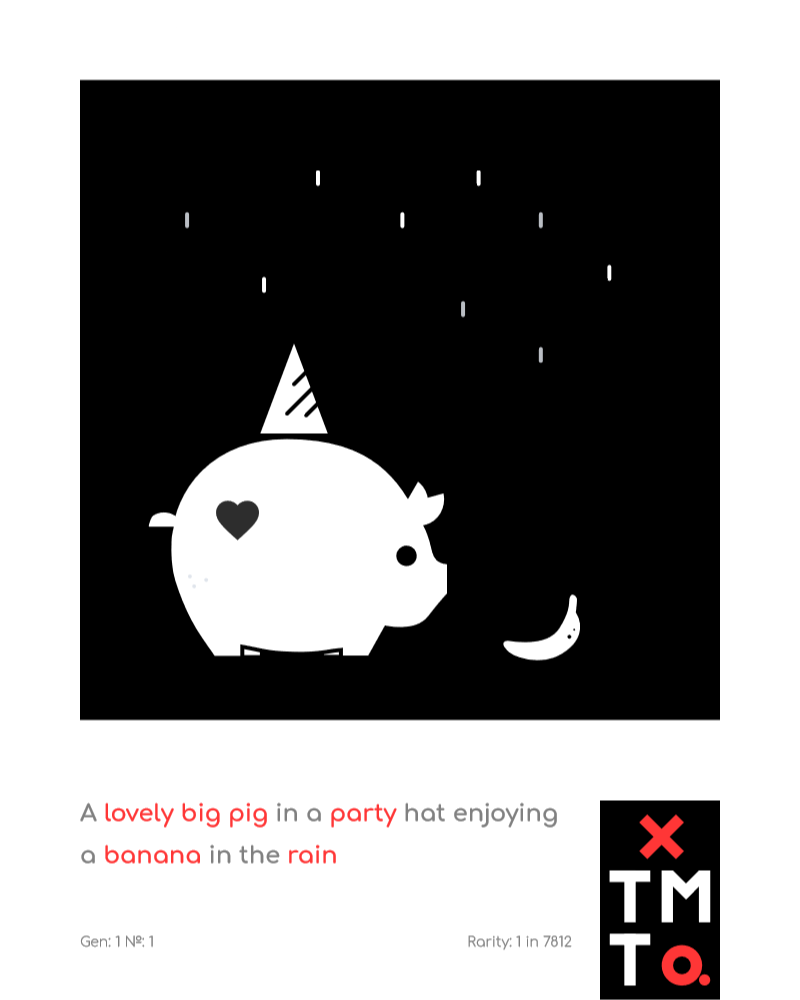 A lovely big pig in a party hat enjoying
a banana in the rain
Gen: 1 Nº: 1
Rarity: 1 in 7812
×
TM
To.